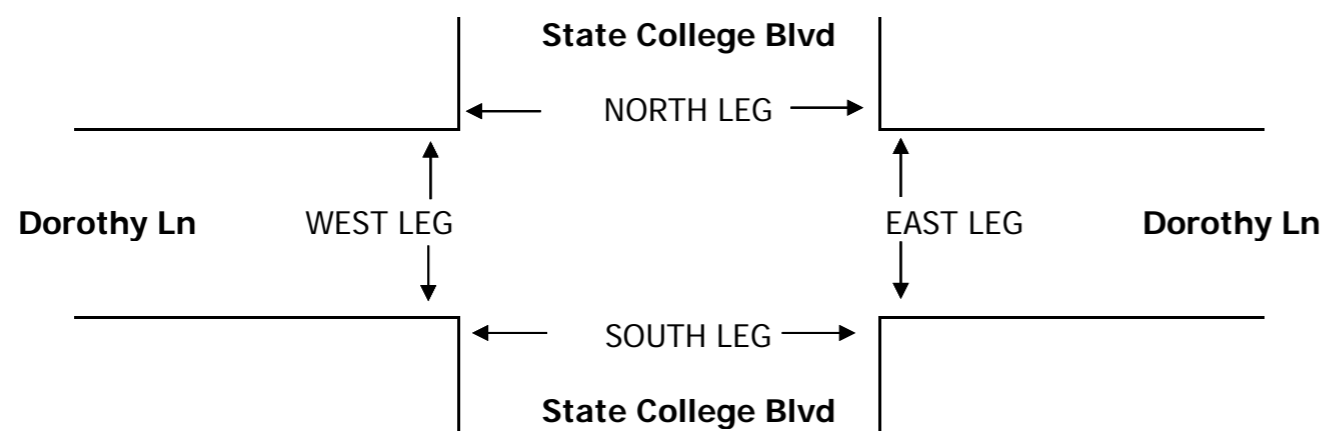 State College Blvd
NORTH LEG
Dorothy Ln WEST LEG EAST LEG Dorothy Ln
SOUTH LEG
State College Blvd